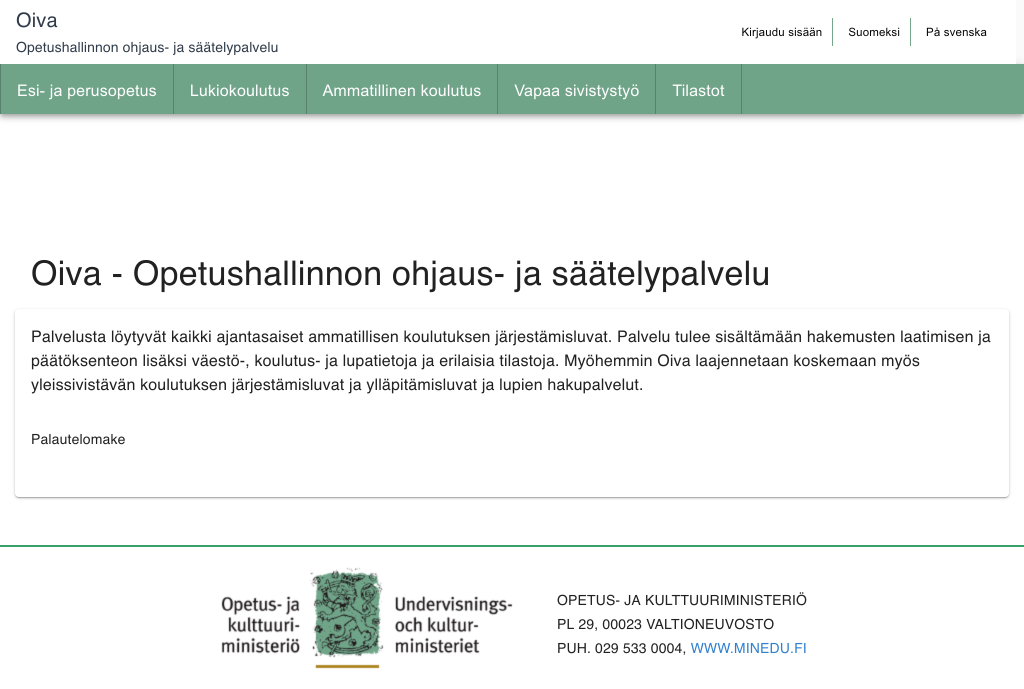 Oiva
Opetushallinnon ohjaus- ja säätelypalvelu
Kirjaudu sisään
Suomeksi
På svenska
Esi- ja perusopetus
Lukiokoulutus
Ammatillinen koulutus
Vapaa sivistystyö
Tilastot
Oiva - Opetushallinnon ohjaus- ja säätelypalvelu
Palvelusta löytyvät kaikki ajantasaiset ammatillisen koulutuksen järjestämisluvat. Palvelu tulee sisältämään hakemusten laatimisen ja
päätöksenteon lisäksi väestö-, koulutus- ja lupatietoja ja erilaisia tilastoja. Myöhemmin Oiva laajennetaan koskemaan myös
yleissivistävän koulutuksen järjestämisluvat ja ylläpitämisluvat ja lupien hakupalvelut.
Palautelomake
Opetus- ja
kulttuuri-
ministeriö
Undervisnings-
och kultur-
ministeriet
OPETUS- JA KULTTUURIMINISTERIÖ
PL 29, 00023 VALTIONEUVOSTO
PUH. 029 533 0004, WWW.MINEDU.FI